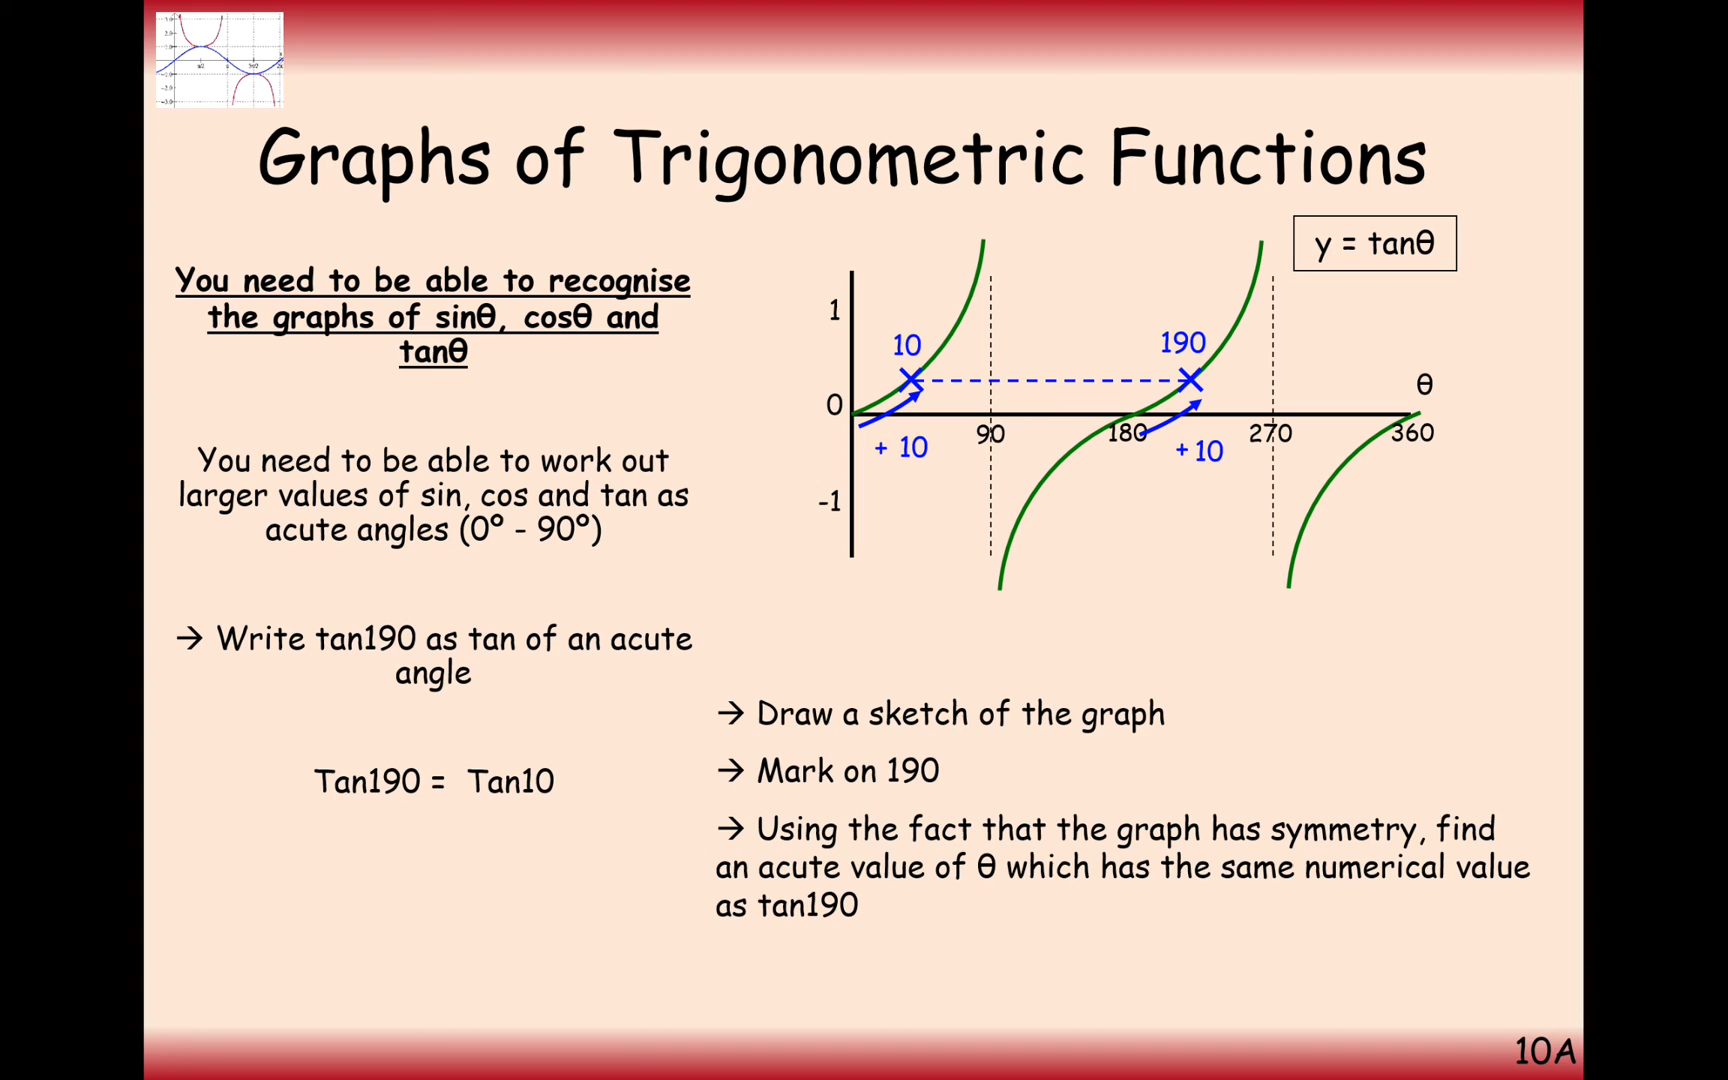 Graphs of Trigonometric Functions
You need to be able to recognise
the graphs of sinθ, cosθ and
tanθ
You need to be able to work out
larger values of sin, cos and tan as
acute angles (0º - 90º)
→ Write tan190 as tan of an acute
angle
Tan190 = Tan10
y = tanθ
1
10
190
θ
0
90
180
270
360
+ 10
+10
-1
→ Draw a sketch of the graph
→ Mark on 190
→ Using the fact that the graph has symmetry, find
an acute value of θ which has the same numerical value
as tan190
10A